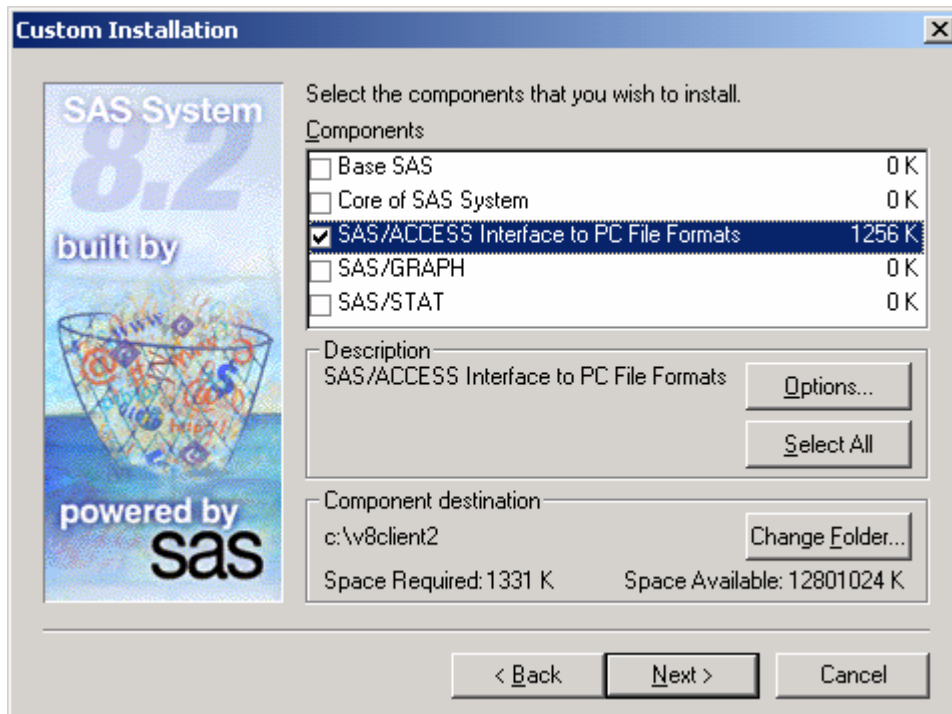 Custom Installation
SAS System
8.2
built by
powered by
sas
Select the components that you wish to install.
Components
Base SAS 0 K
Core of SAS System 0 K
SAS/ACCESS Interface to PC File Formats 1256 K
SAS/GRAPH 0 K
SAS/STAT 0 K
Description
SAS/ACCESS Interface to PC File Formats
Options...
Select All
Component destination
c:\v8client2
Change Folder...
Space Required: 1331 K Space Available: 12801024 K
< Back Next > Cancel